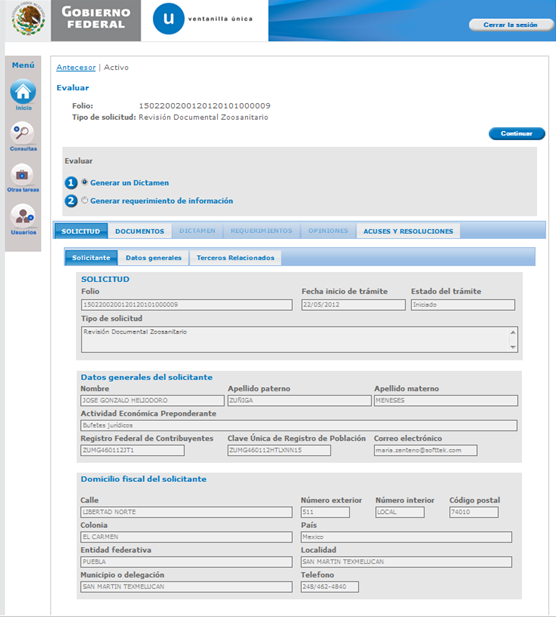 GOBIERNO
FEDERAL
u ventanilla única
Cerrar la sesión
Menú
Inicio
Consultas
Otras tareas
Usuarios
Antecesor | Activo
Evaluar
Folio: 1502200200120120101000009
Tipo de solicitud: Revisión Documental Zoosanitario
Continuar
Evaluar
1 Generar un Dictamen
2 Generar requerimiento de información
SOLICITUD DOCUMENTOS DICTAMEN REQUERIMIENTOS OPINIONES ACUSES Y RESOLUCIONES
Solicitante Datos generales Terceros Relacionados
SOLICITUD
Folio Fecha inicio de trámite Estado del trámite
1502200200120120101000009 22/05/2012 Iniciado
Tipo de solicitud
Revisión Documental Zoosanitario
Datos generales del solicitante
Nombre Apellido paterno Apellido materno
JOSE GONZALO HELIODORO ZUÑIGA MENESES
Actividad Económica Preponderante
Bufetes jurídicos
Registro Federal de Contribuyentes Clave Única de Registro de Población Correo electrónico
ZUMG460112JT1 ZUMG460112HTLXNN15 maria.zenteno@softtek.com
Domicilio fiscal del solicitante
Calle Número exterior Número interior Código postal
LIBERTAD NORTE 511 LOCAL 74010
Colonia País
EL CARMEN Mexico
Entidad federativa Localidad
PUEBLA SAN MARTIN TEXMELUCAN
Municipio o delegación Telefono
SAN MARTIN TEXMELUCAN 248/462-4840